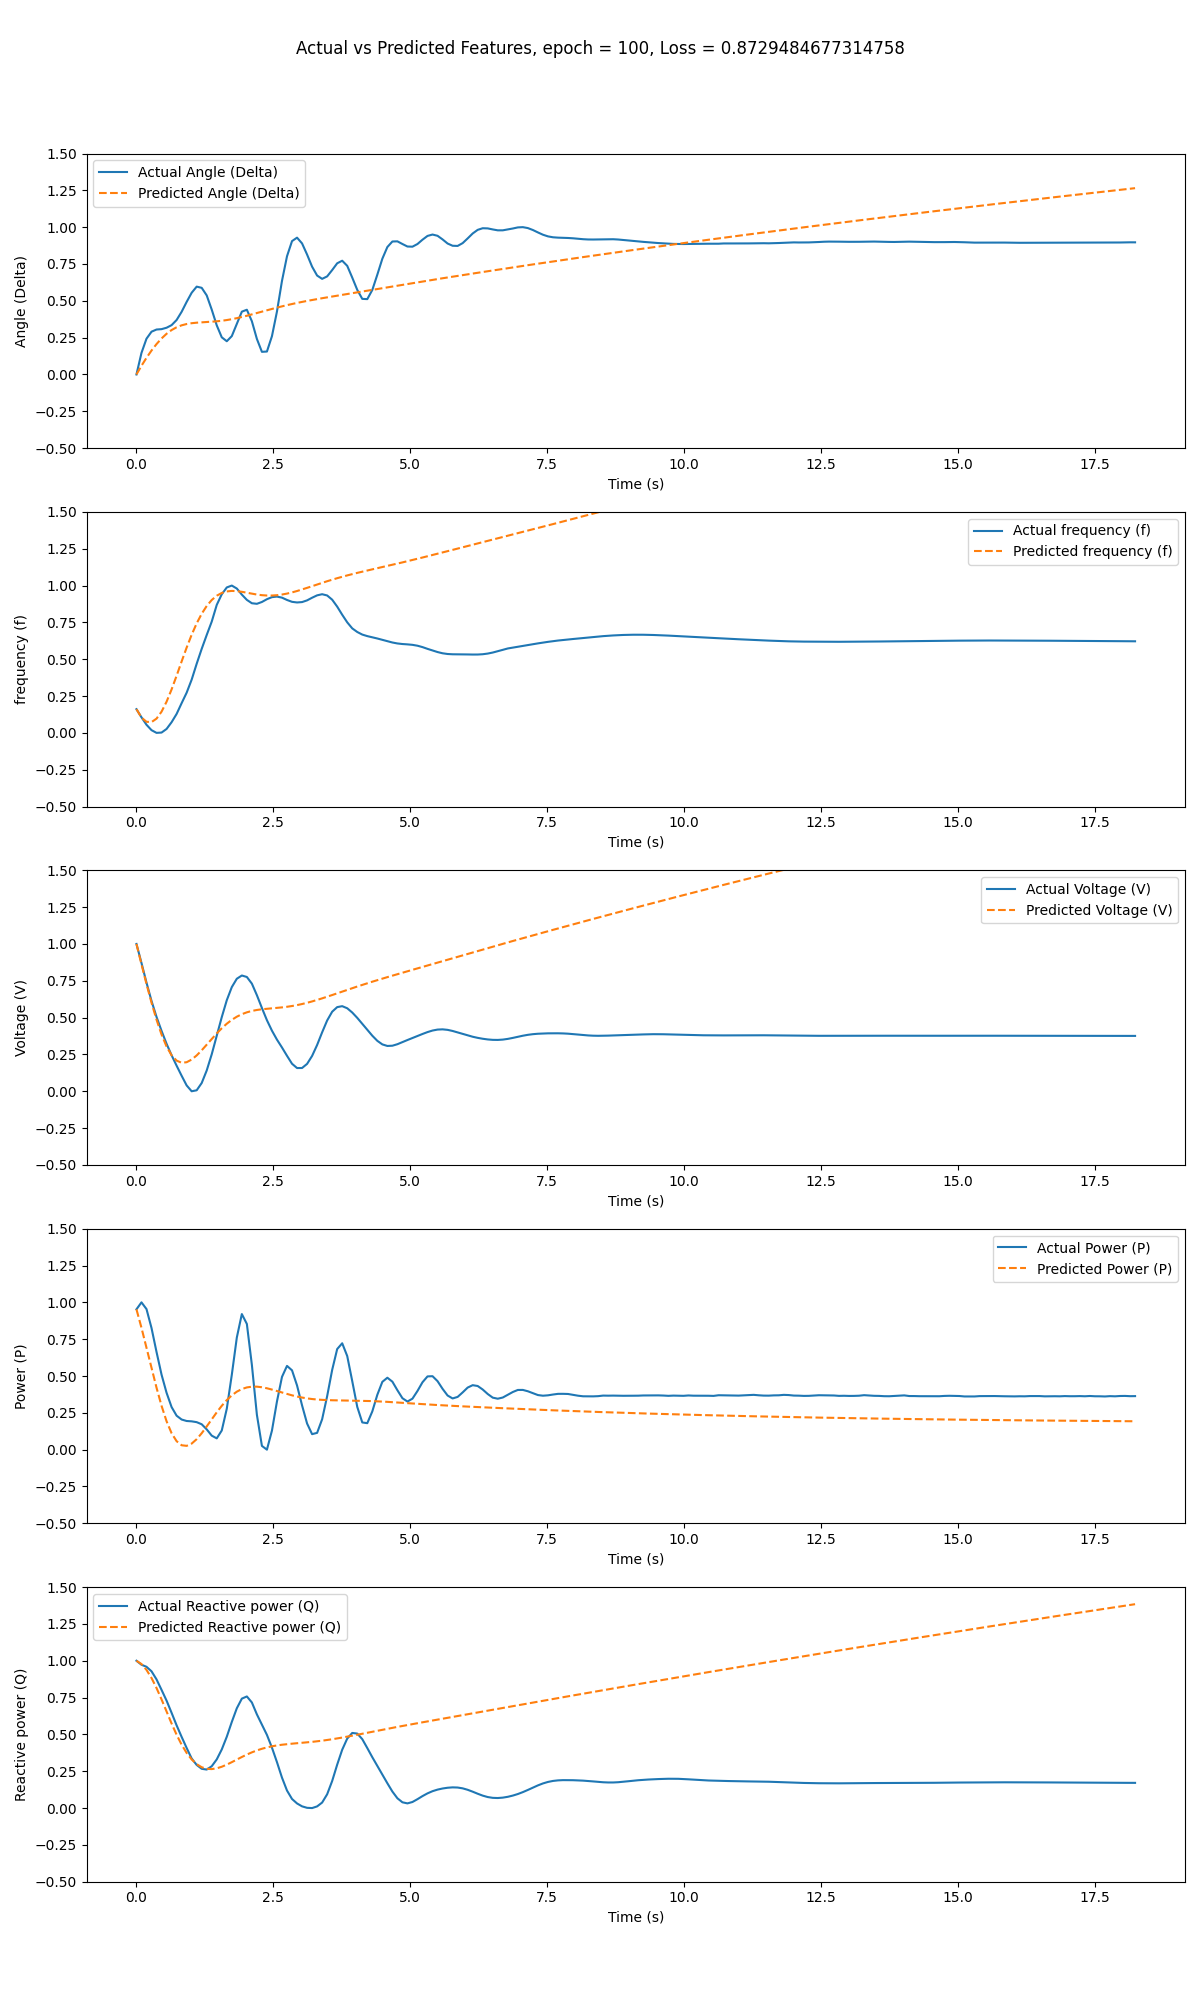 Actual vs Predicted Features, epoch = 100, Loss = 0.8729484677314758
1.50
1.25
1.00
0.75
0.50
0.25
0.00
−0.25
−0.50
Angle (Delta)
Actual Angle (Delta)
Predicted Angle (Delta)
0.0 2.5 5.0 7.5 10.0 12.5 15.0 17.5
Time (s)
1.50
1.25
1.00
0.75
0.50
0.25
0.00
−0.25
−0.50
frequency (f)
Actual frequency (f)
Predicted frequency (f)
0.0 2.5 5.0 7.5 10.0 12.5 15.0 17.5
Time (s)
1.50
1.25
1.00
0.75
0.50
0.25
0.00
−0.25
−0.50
Voltage (V)
Actual Voltage (V)
Predicted Voltage (V)
0.0 2.5 5.0 7.5 10.0 12.5 15.0 17.5
Time (s)
1.50
1.25
1.00
0.75
0.50
0.25
0.00
−0.25
−0.50
Power (P)
Actual Power (P)
Predicted Power (P)
0.0 2.5 5.0 7.5 10.0 12.5 15.0 17.5
Time (s)
1.50
1.25
1.00
0.75
0.50
0.25
0.00
−0.25
−0.50
Reactive power (Q)
Actual Reactive power (Q)
Predicted Reactive power (Q)
0.0 2.5 5.0 7.5 10.0 12.5 15.0 17.5
Time (s)